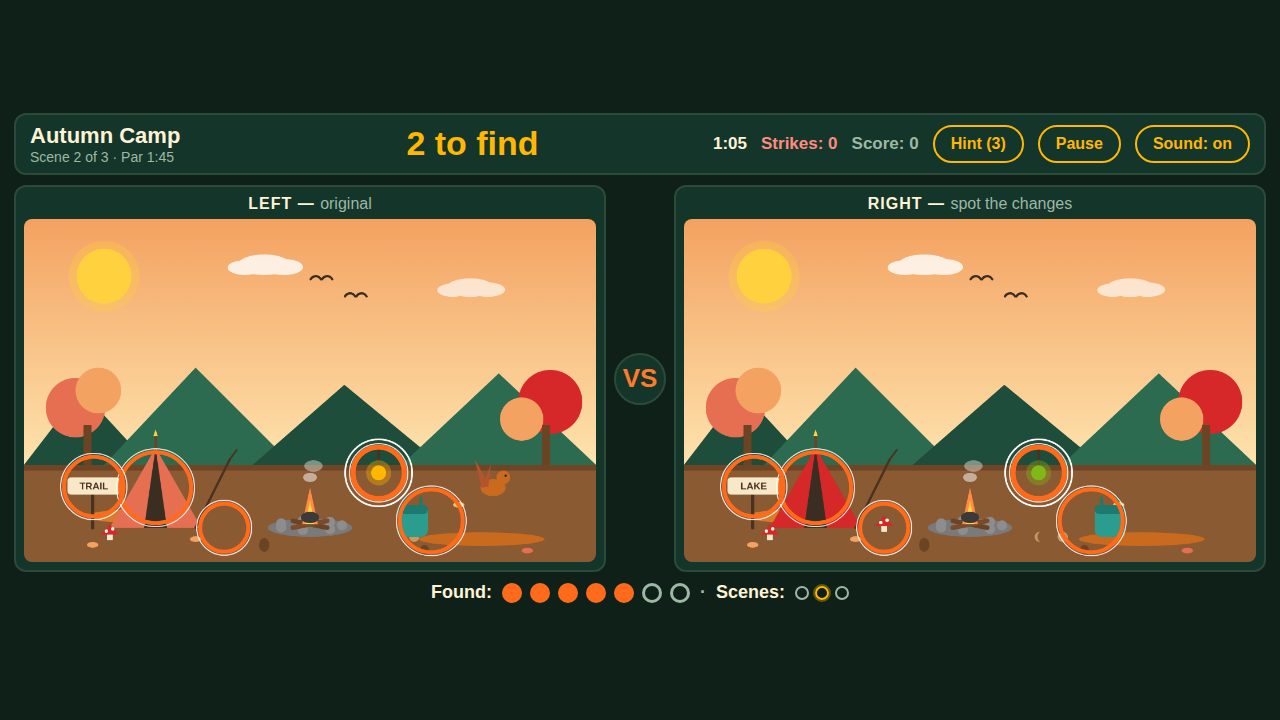 Autumn Camp
Scene 2 of 3 · Par 1:45
2 to find
1:05
Strikes: 0
Score: 0
Hint (3)
Pause
Sound: on
LEFT — original
RIGHT — spot the changes
VS
TRAIL
LAKE
Found:
· Scenes: